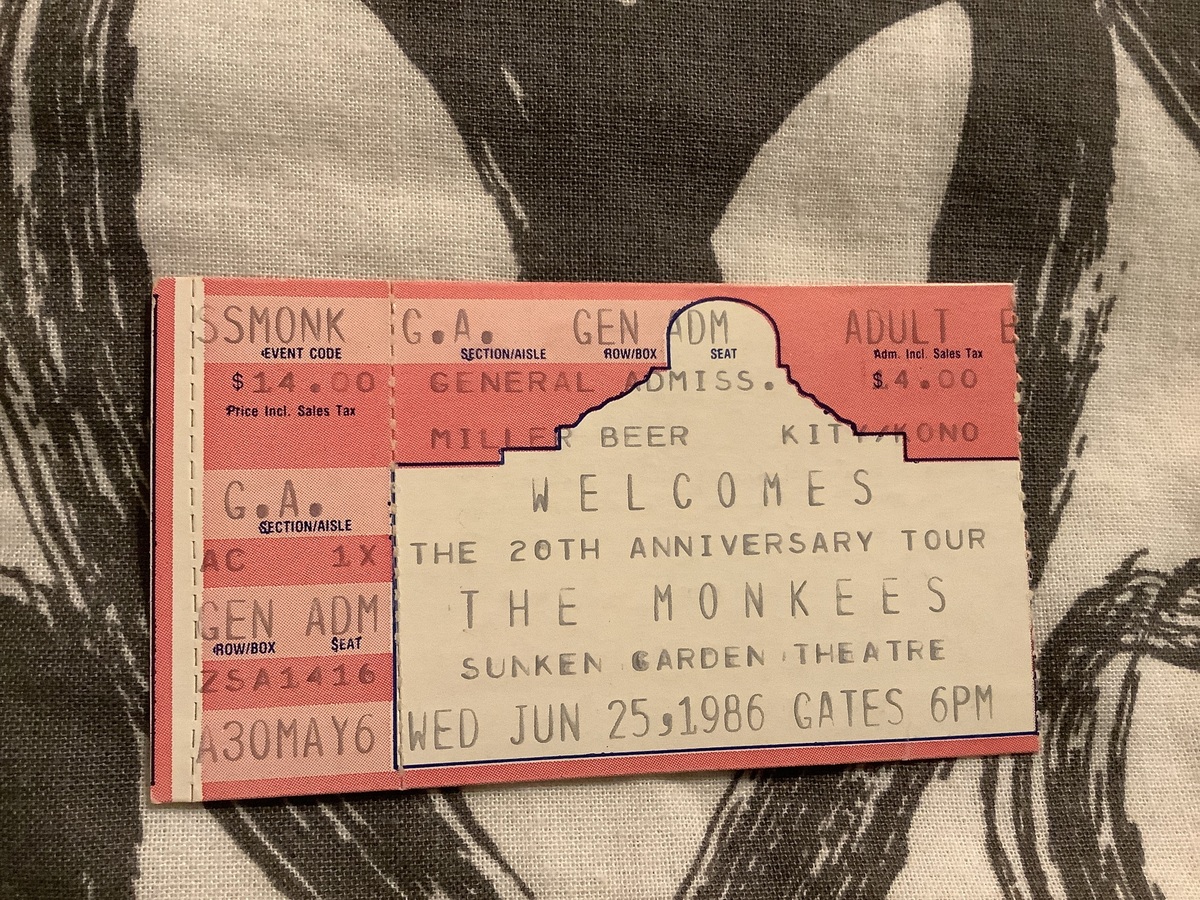 SSMONK
EVENT CODE
$14.00
Price Incl. Sales Tax
G.A.
SECTION/AISLE
AC 1X
GEN ADM
ROW/BOX SEAT
ZSA1416
A30MAY6
G.A. GEN ADM ADULT
SECTION/AISLE ROW/BOX SEAT Adm. Incl. Sales Tax
GENERAL ADMISS. $14.00
MILLER BEER KITY/KONO
WELCOMES
THE 20TH ANNIVERSARY TOUR
THE MONKEES
SUNKEN GARDEN THEATRE
WED JUN 25,1986 GATES 6PM